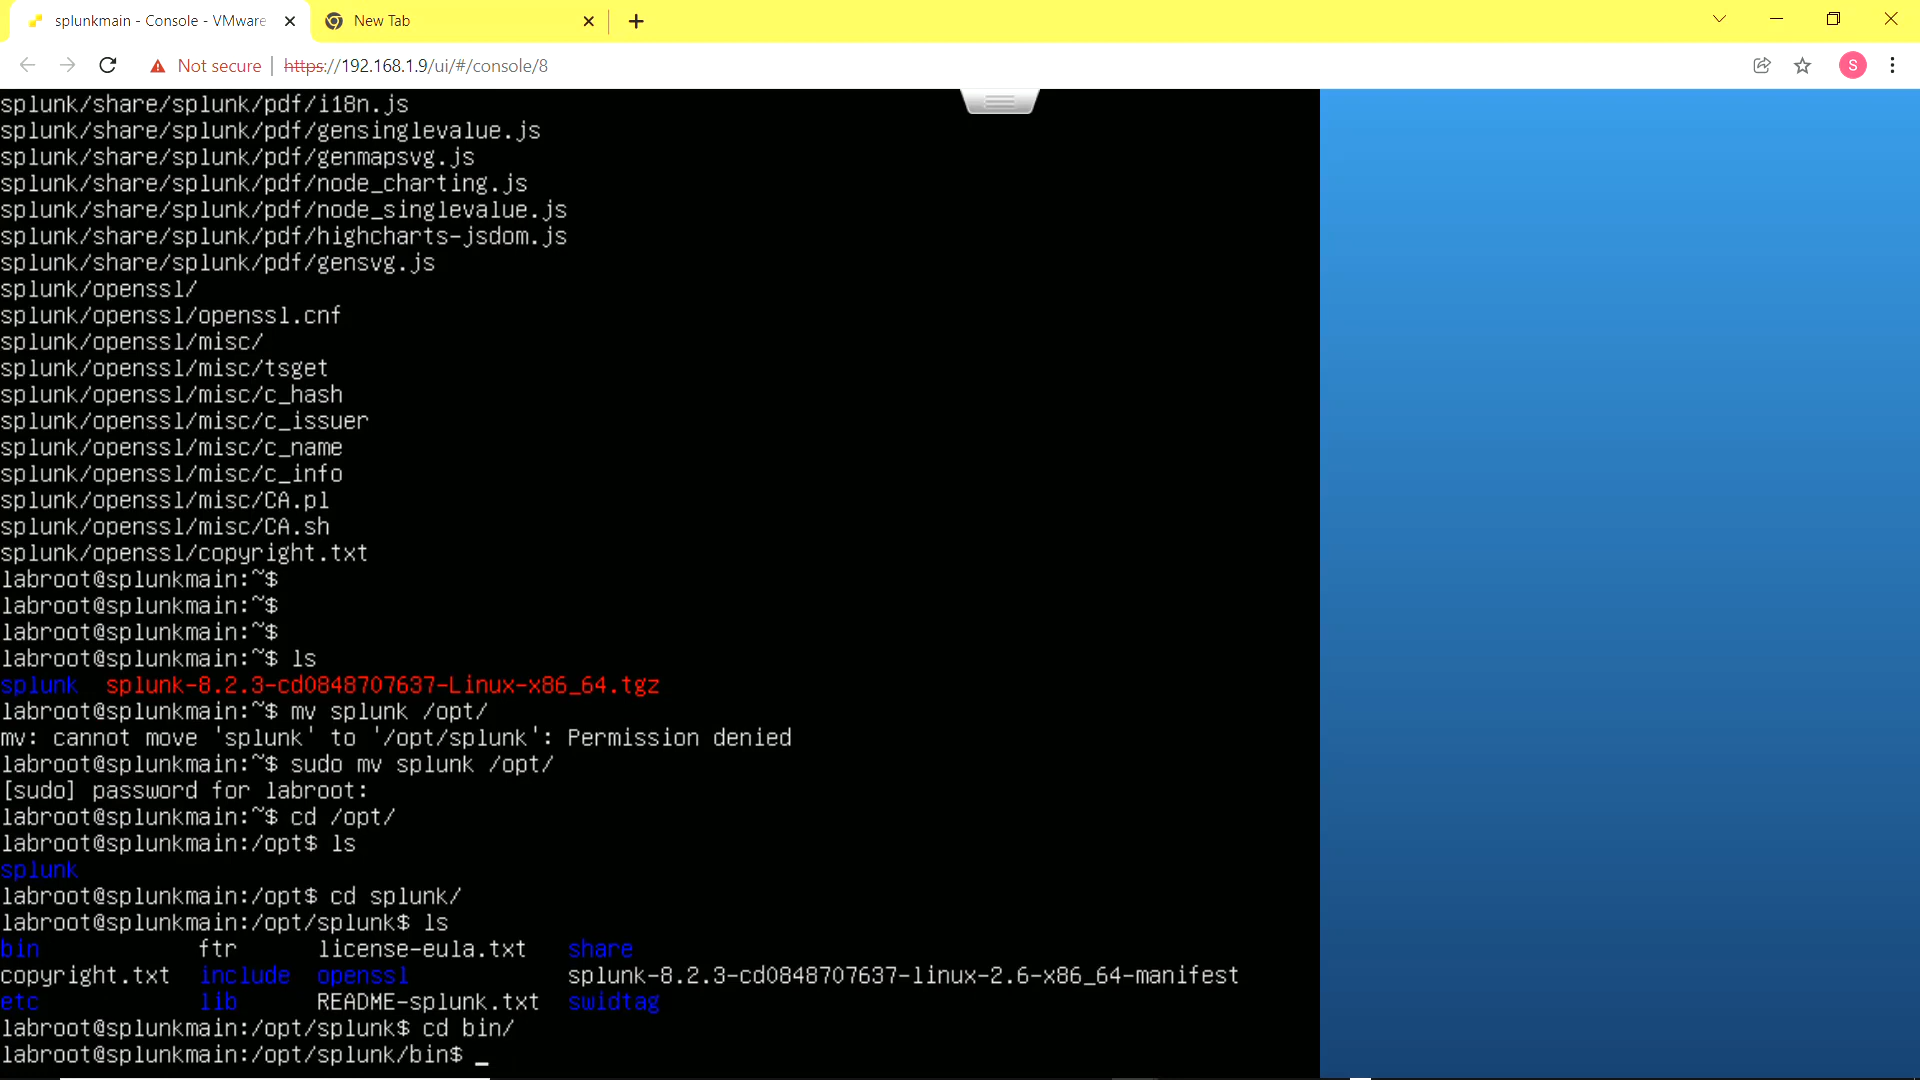 splunkmain - Console - VMware
New Tab
Not secure | https://192.168.1.9/ui/#/console/8
S
splunk/share/splunk/pdf/i18n.js
splunk/share/splunk/pdf/gensinglevalue.js
splunk/share/splunk/pdf/genmapsvg.js
splunk/share/splunk/pdf/node_charting.js
splunk/share/splunk/pdf/node_singlevalue.js
splunk/share/splunk/pdf/highcharts-jsdom.js
splunk/share/splunk/pdf/gensvg.js
splunk/openssl/
splunk/openssl/openssl.cnf
splunk/openssl/misc/
splunk/openssl/misc/tsget
splunk/openssl/misc/c_hash
splunk/openssl/misc/c_issuer
splunk/openssl/misc/c_name
splunk/openssl/misc/c_info
splunk/openssl/misc/CA.pl
splunk/openssl/misc/CA.sh
splunk/openssl/copyright.txt
labroot@splunkmain:~$
labroot@splunkmain:~$
labroot@splunkmain:~$
labroot@splunkmain:~$ ls
splunk  splunk-8.2.3-cd0848707637-Linux-x86_64.tgz
labroot@splunkmain:~$ mv splunk /opt/
mv: cannot move 'splunk' to '/opt/splunk': Permission denied
labroot@splunkmain:~$ sudo mv splunk /opt/
[sudo] password for labroot:
labroot@splunkmain:~$ cd /opt/
labroot@splunkmain:/opt$ ls
splunk
labroot@splunkmain:/opt$ cd splunk/
labroot@splunkmain:/opt/splunk$ ls
bin            ftr      license-eula.txt   share
copyright.txt  include  openssl            splunk-8.2.3-cd0848707637-linux-2.6-x86_64-manifest
etc            lib      README-splunk.txt  swidtag
labroot@splunkmain:/opt/splunk$ cd bin/
labroot@splunkmain:/opt/splunk/bin$ _